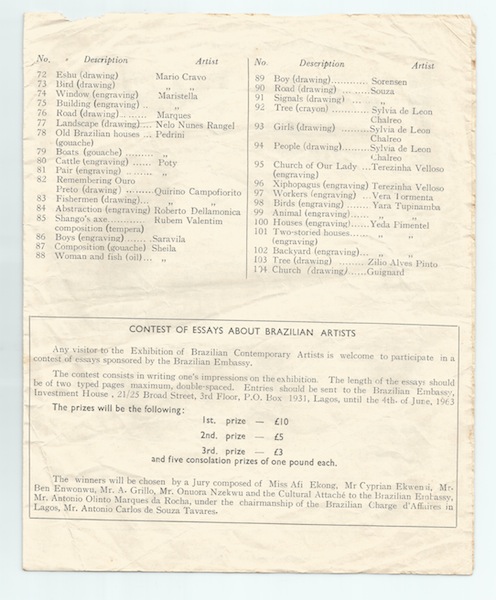 No. Description Artist
72 Eshu (drawing) Mario Cravo
73 Bird (drawing) ,, ,,
74 Window (engraving) Maristella
75 Building (engraving) .. ,,
76 Road (drawing) ...... Marques
77 Landscape (drawing) ... Nelo Nunes Rangel
78 Old Brazilian houses ... Pedrini
(gouache)
79 Boats (gouache) ........ ,,
80 Cattle (engraving) ...... Poty
81 Pair (engraving) ........ ,,
82 Remembering Ouro
Preto (drawing) ........ Quirino Campofiorito
83 Fishermen (drawing)... ,, ,,
84 Abstraction (engraving) Roberto Dellamonica
85 Shango's axe........... Rubem Valentim
composition (tempera)
86 Boys (engraving) ...... Saravila
87 Composition (gouache) Sheila
88 Woman and fish (oil)... ,,
No. Description Artist
89 Boy (drawing)........... Sorensen
90 Road (drawing) ........ Souza
91 Signals (drawing) ... ,,
92 Tree (crayon) ........ Sylvia de Leon
Chalreo
93 Girls (drawing) ........ Sylvia de Leon
Chalreo
94 People (drawing)...... Sylvia de Leon
Chalreo
95 Church of Our Lady ... Terezinha Velloso
(engraving)
96 Xiphopagus (engraving) Terezinha Velloso
97 Workers (engraving) ... Vera Tormenta
98 Birds (engraving) ...... Yara Tupinamba
99 Animal (engraving)...... ,, ,,
100 Houses (engraving) ...... Yeda Fimentel
101 Two-storied houses...... ,, ,,
(engraving)
102 Backyard (engraving)... ,, ,,
103 Tree (drawing) ........ Zilio Alves Pinto
104 Church (drawing)...... Guignard
CONTEST OF ESSAYS ABOUT BRAZILIAN ARTISTS
Any visitor to the Exhibition of Brazilian Contemporary Artists is welcome to participate in a
contest of essays sponsored by the Brazilian Embassy.
The contest consists in writing one's impressions on the exhibition. The length of the essays should
be of two typed pages maximum, double-spaced. Entries should be sent to the Brazilian Embassy,
Investment House , 21/25 Broad Street, 3rd Floor, P.O. Box 1931, Lagos, until the 4th of June, 1963
The prizes will be the following:
1st. prize — £10
2nd. prize — £5
3rd. prize — £3
and five consolation prizes of one pound each.
The winners will be chosen by a Jury composed of Miss Afi Ekong, Mr Cyprian Ekwensi, Mr.
Ben Enwonwu, Mr. A. Grillo, Mr. Onuora Nzekwu and the Cultural Attaché to the Brazilian Embassy,
Mr. Antonio Olinto Marques da Rocha, under the chairmanship of the Brazilian Charge d'Affaires in
Lagos, Mr. Antonio Carlos de Souza Tavares.